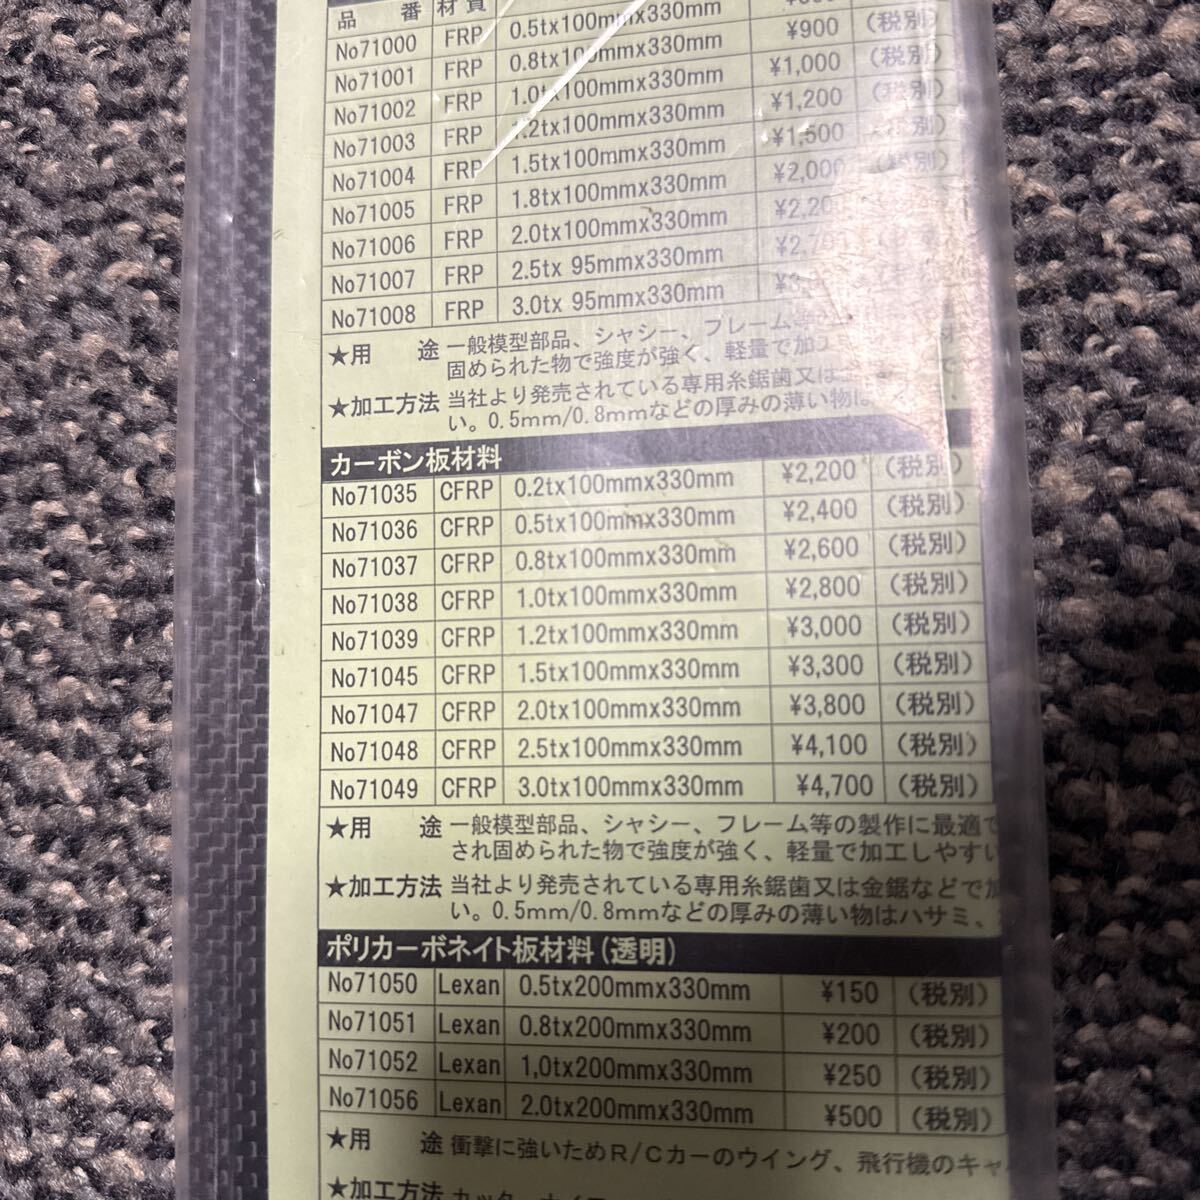 品 番 材質
No71000 FRP 0.5tx100mmx330mm
No71001 FRP 0.8tx100mmx330mm ¥900 (税別)
No71002 FRP 1.0tx100mmx330mm ¥1,000 (税別)
No71003 FRP 1.2tx100mmx330mm ¥1,200 (税別)
No71004 FRP 1.5tx100mmx330mm ¥1,500 (税別)
No71005 FRP 1.8tx100mmx330mm ¥2,000
No71006 FRP 2.0tx100mmx330mm ¥2,200
No71007 FRP 2.5tx 95mmx330mm
No71008 FRP 3.0tx 95mmx330mm
★用 途 一般模型部品、シャシー、フレーム等
固められた物で強度が強く、軽量で加工
★加工方法 当社より発売されている専用糸鋸歯又は
い。0.5mm/0.8mmなどの厚みの薄い物は
カーボン板材料
No71035 CFRP 0.2tx100mmx330mm ¥2,200 (税別)
No71036 CFRP 0.5tx100mmx330mm ¥2,400 (税別)
No71037 CFRP 0.8tx100mmx330mm ¥2,600 (税別)
No71038 CFRP 1.0tx100mmx330mm ¥2,800 (税別)
No71039 CFRP 1.2tx100mmx330mm ¥3,000 (税別)
No71045 CFRP 1.5tx100mmx330mm ¥3,300 (税別)
No71047 CFRP 2.0tx100mmx330mm ¥3,800 (税別)
No71048 CFRP 2.5tx100mmx330mm ¥4,100 (税別)
No71049 CFRP 3.0tx100mmx330mm ¥4,700 (税別)
★用 途 一般模型部品、シャシー、フレーム等の製作に最適で
され固められた物で強度が強く、軽量で加工しやすい
★加工方法 当社より発売されている専用糸鋸歯又は金鋸などで加
い。0.5mm/0.8mmなどの厚みの薄い物はハサミ、
ポリカーボネイト板材料(透明)
No71050 Lexan 0.5tx200mmx330mm ¥150 (税別)
No71051 Lexan 0.8tx200mmx330mm ¥200 (税別)
No71052 Lexan 1,0tx200mmx330mm ¥250 (税別)
No71056 Lexan 2.0tx200mmx330mm ¥500 (税別)
★用 途 衝撃に強いためR/Cカーのウイング、飛行機のキャ
★加工方法